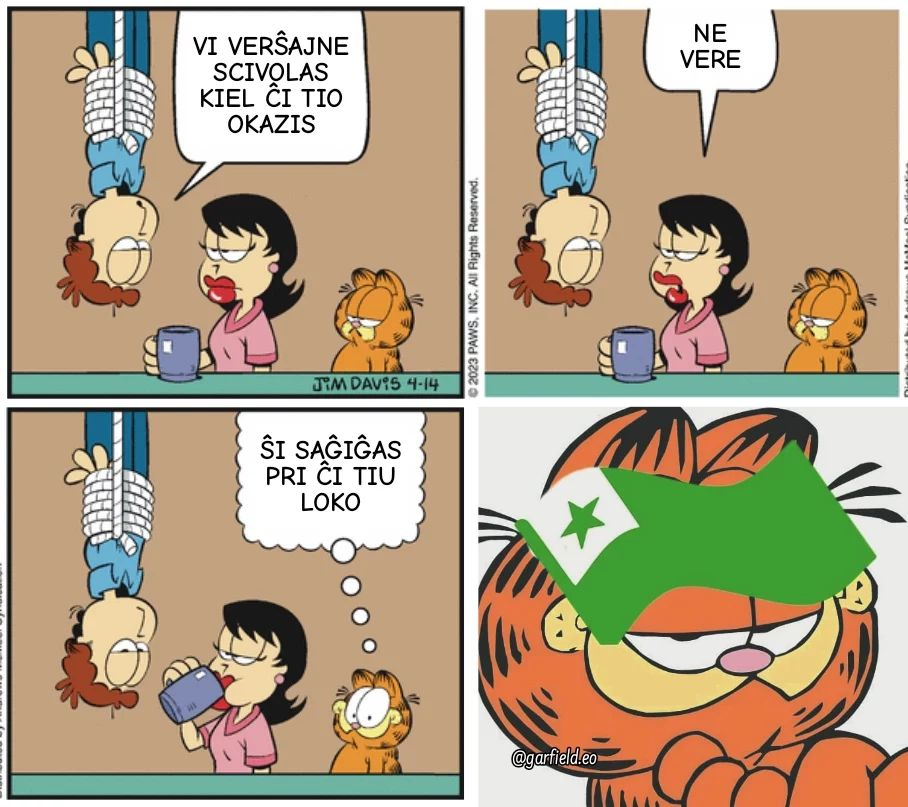 VI VERŜAJNE
SCIVOLAS
KIEL ĈI TIO
OKAZIS
JIM DAVIS 4-14
© 2023 PAWS, INC. All Rights Reserved.
NE
VERE
ŜI SAĜIĜAS
PRI ĈI TIU
LOKO
@garfield.eo